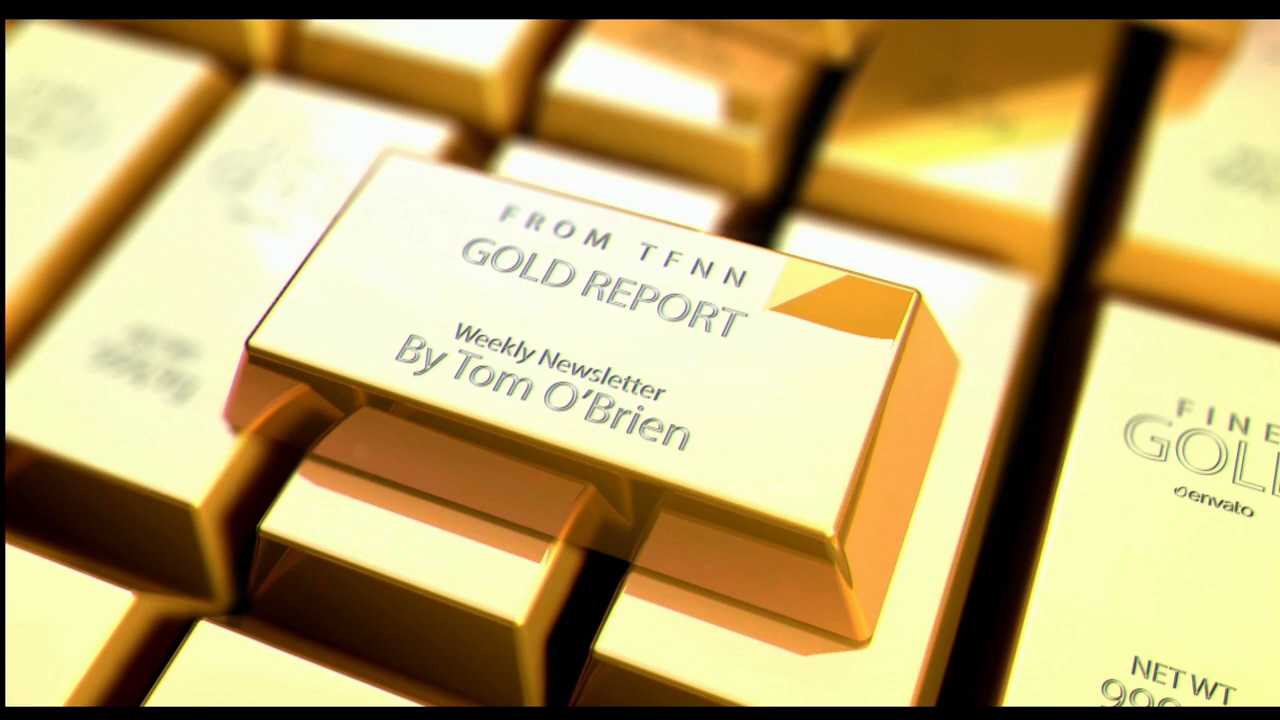 FROM TFNN
GOLD REPORT
Weekly Newsletter
By Tom O'Brien
FINE
GOLD
envato
NET WT